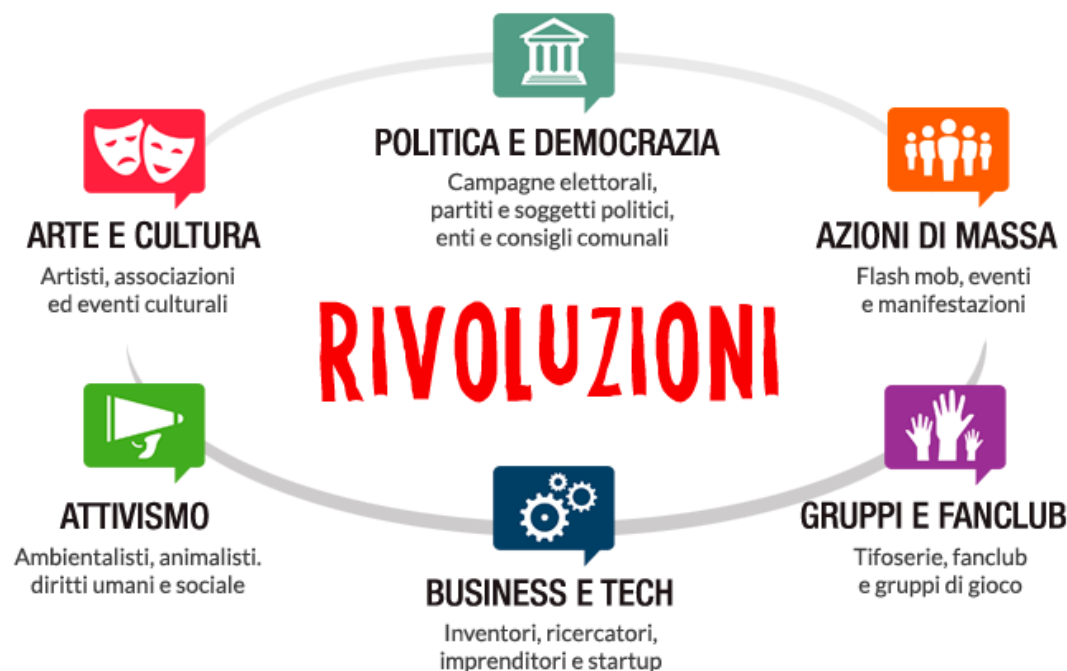 POLITICA E DEMOCRAZIA
Campagne elettorali,
partiti e soggetti politici,
enti e consigli comunali
ARTE E CULTURA
Artisti, associazioni
ed eventi culturali
AZIONI DI MASSA
Flash mob, eventi
e manifestazioni
RIVOLUZIONI
ATTIVISMO
Ambientalisti, animalisti.
diritti umani e sociale
BUSINESS E TECH
Inventori, ricercatori,
imprenditori e startup
GRUPPI E FANCLUB
Tifoserie, fanclub
e gruppi di gioco